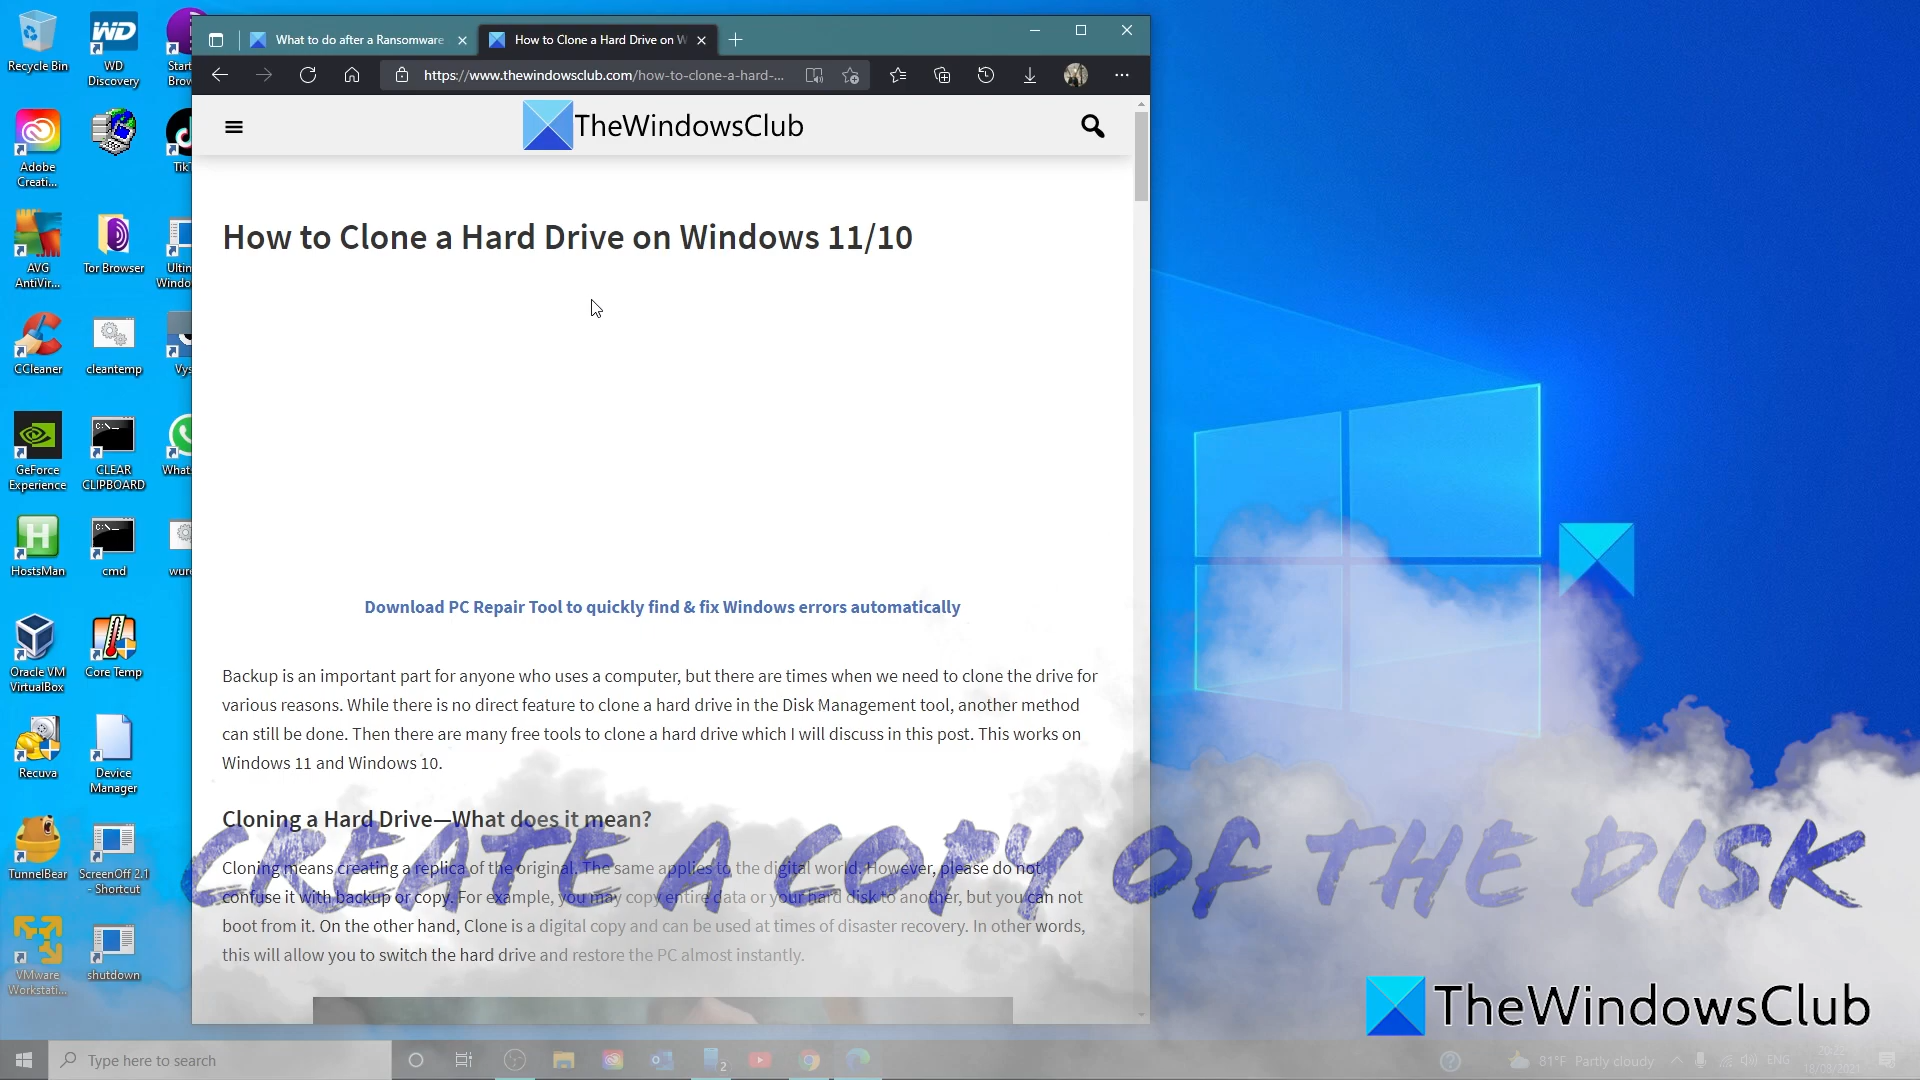 Recycle Bin
WD
Discovery
Adobe
Creati...
AVG
AntiVir...
Tor Browser
CCleaner
cleantemp
GeForce
Experience
CLEAR
CLIPBOARD
HostsMan
cmd
Oracle VM
VirtualBox
Core Temp
Recuva
Device
Manager
TunnelBear
ScreenOff 2.1
- Shortcut
VMware
Workstati...
shutdown
What to do after a Ransomware
How to Clone a Hard Drive on W
https://www.thewindowsclub.com/how-to-clone-a-hard-...
TheWindowsClub
How to Clone a Hard Drive on Windows 11/10
Download PC Repair Tool to quickly find & fix Windows errors automatically
Backup is an important part for anyone who uses a computer, but there are times when we need to clone the drive for
various reasons. While there is no direct feature to clone a hard drive in the Disk Management tool, another method
can still be done. Then there are many free tools to clone a hard drive which I will discuss in this post. This works on
Windows 11 and Windows 10.
Cloning a Hard Drive—What does it mean?
Cloning means creating a replica of the original. The same applies to the digital world. However, please do not
confuse it with backup or copy. For example, you may copy entire data or your hard disk to another, but you can not
boot from it. On the other hand, Clone is a digital copy and can be used at times of disaster recovery. In other words,
this will allow you to switch the hard drive and restore the PC almost instantly.
CREATE A COPY OF THE DISK
TheWindowsClub
Type here to search
2
81°F Partly cloudy
ENG
18/08/2021